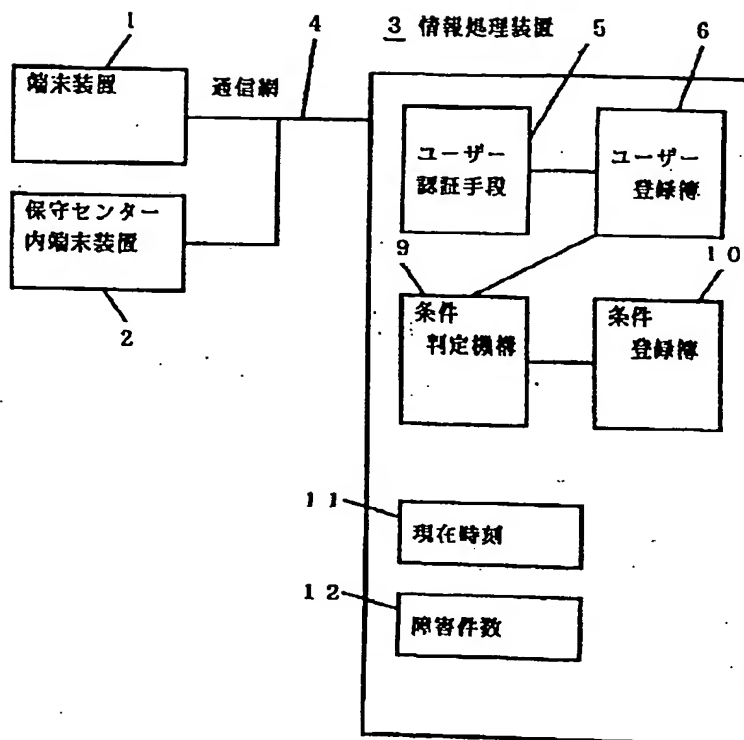 1
4
3 情報処理装置
5
6
端末装置
通信網
ユーザー
認証手段
ユーザー
登録簿
保守センター
内端末装置
2
9
10
条件
判定機構
条件
登録簿
11
現在時刻
12
障害件数